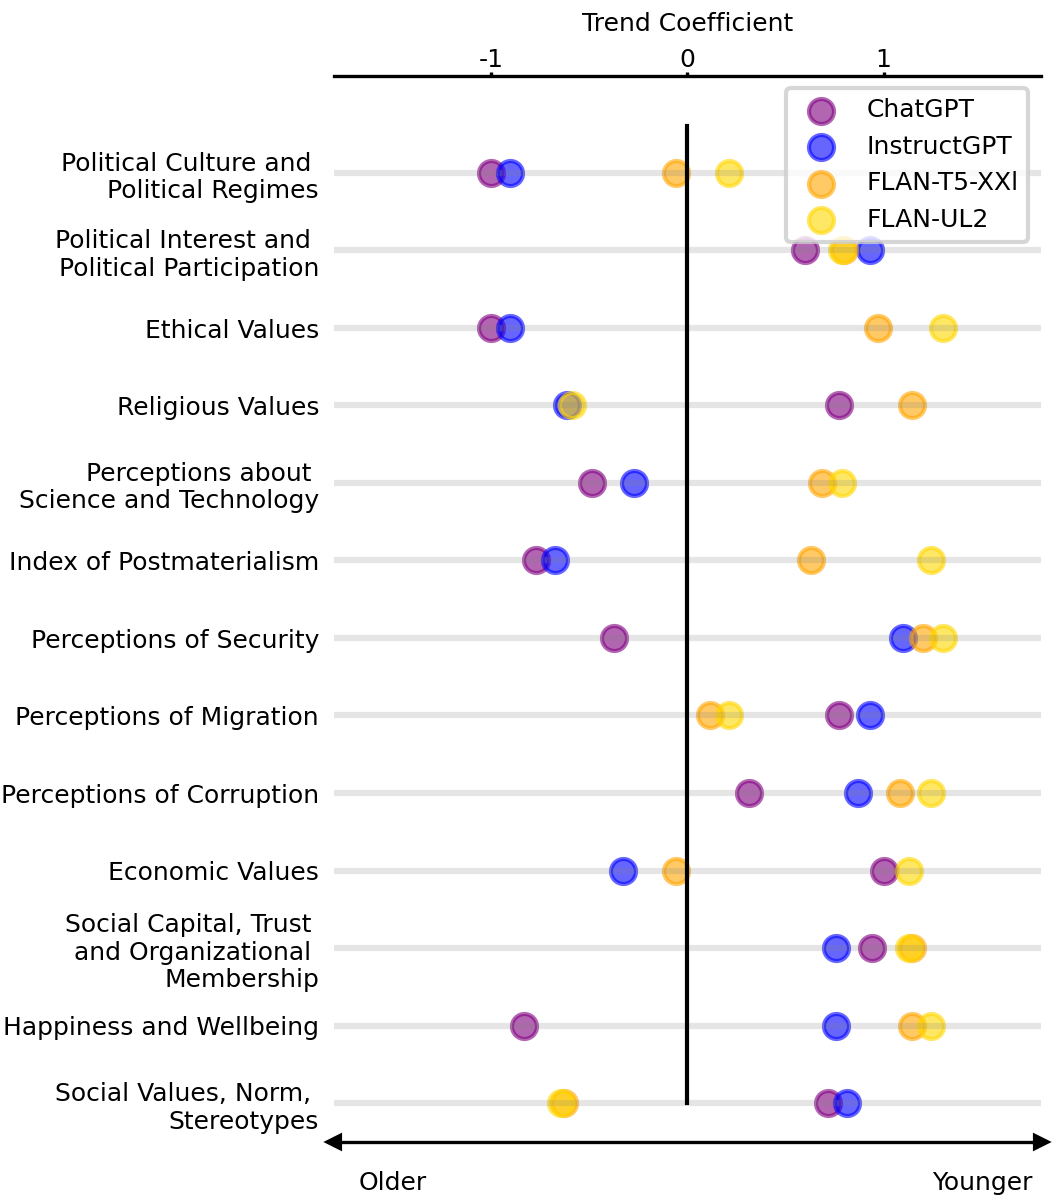 Trend Coefficient
-1
0
1
ChatGPT
InstructGPT
FLAN-T5-XXl
FLAN-UL2
Political Culture and
Political Regimes
Political Interest and
Political Participation
Ethical Values
Religious Values
Perceptions about
Science and Technology
Index of Postmaterialism
Perceptions of Security
Perceptions of Migration
Perceptions of Corruption
Economic Values
Social Capital, Trust
and Organizational
Membership
Happiness and Wellbeing
Social Values, Norm,
Stereotypes
Older
Younger